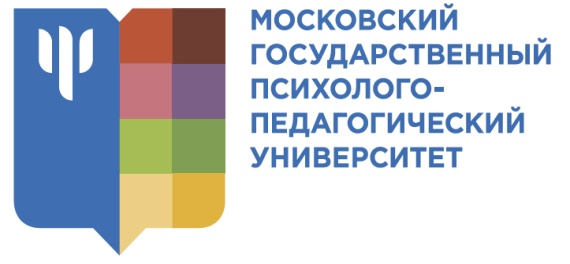 МОСКОВСКИЙ
ГОСУДАРСТВЕННЫЙ
ПСИХОЛОГО-
ПЕДАГОГИЧЕСКИЙ
УНИВЕРСИТЕТ